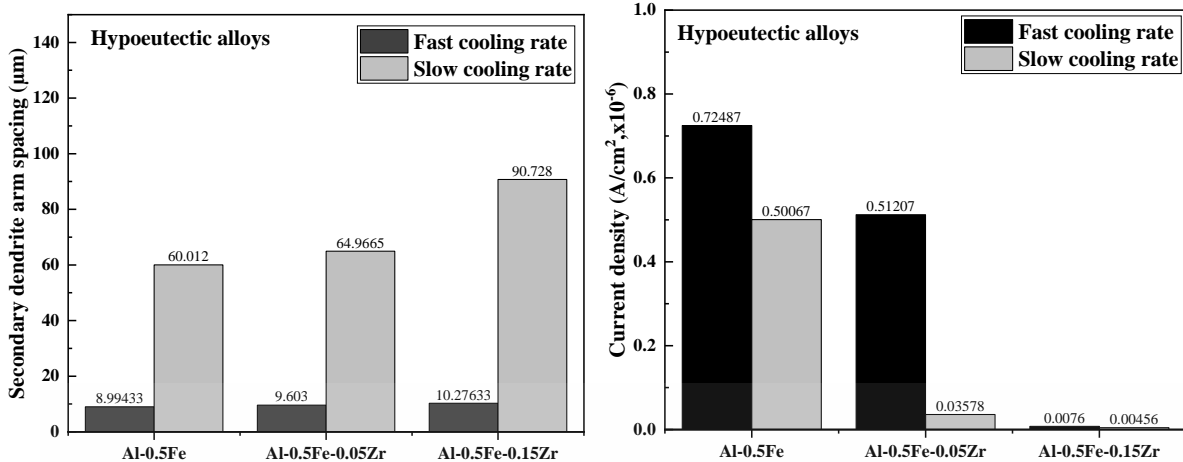 Hypoeutectic alloys
Fast cooling rate
Slow cooling rate
Secondary dendrite arm spacing (μm)
140
120
100
80
60
40
20
0
8.99433
60.012
9.603
64.9665
10.27633
90.728
Al-0.5Fe
Al-0.5Fe-0.05Zr
Al-0.5Fe-0.15Zr
Hypoeutectic alloys
Fast cooling rate
Slow cooling rate
Current density (A/cm²,x10⁻⁶)
1.0
0.8
0.6
0.4
0.2
0.0
0.72487
0.50067
0.51207
0.03578
0.0076
0.00456
Al-0.5Fe
Al-0.5Fe-0.05Zr
Al-0.5Fe-0.15Zr